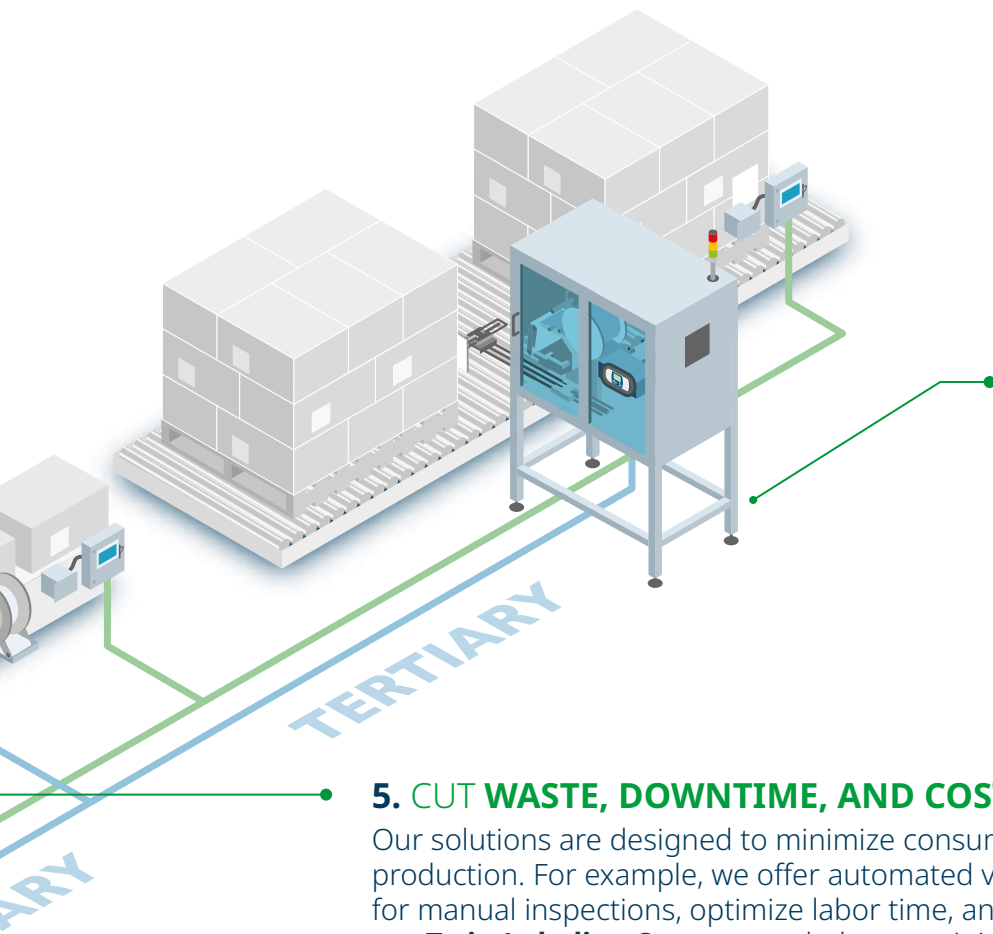 TERTIARY
ARY
5. CUT WASTE, DOWNTIME, AND COS
Our solutions are designed to minimize consu
production. For example, we offer automated v
for manual inspections, optimize labor time, an